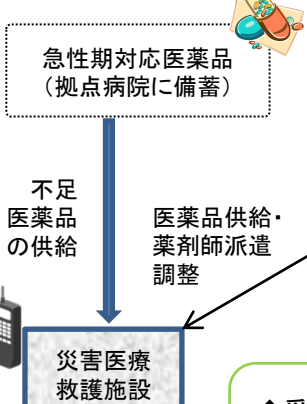 急性期対応医薬品
（拠点病院に備蓄）
不足
医薬品
の供給
医薬品供給・
薬剤師派遣
調整
災害医療
救護施設